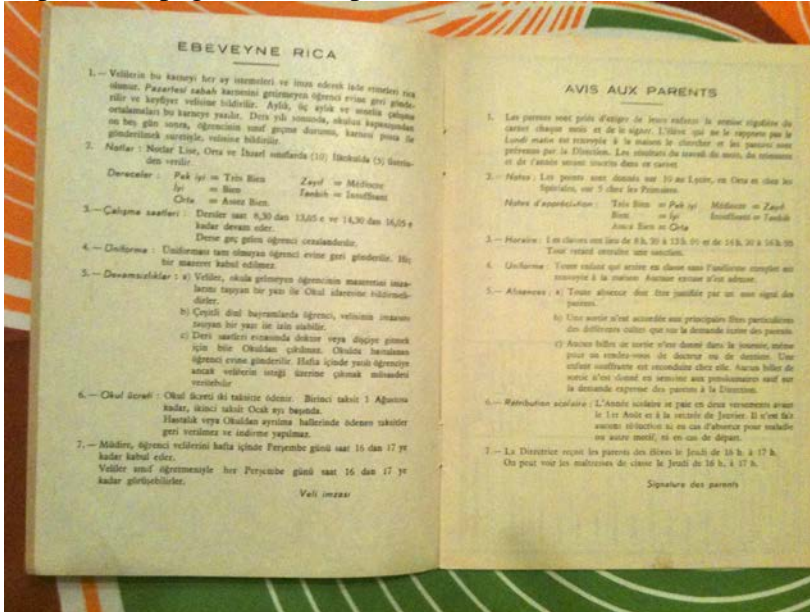 EBEVEYNE RICA
1.— Velilerin bu karneyi her ay istemeleri ve imza ederek iade etmeleri rica
olunur. Pazartesi sabah karnesini getirmeyen öğrenci evine geri gönde-
rilir ve keyfiyet velisine bildirilir. Aylık, üç aylık ve senelik çalışma
ortalamaları bu karneye yazılır. Ders yılı sonunda, okulun kapanışından
on beş gün sonra, öğrencinin sınıf geçme durumu, karnesi posta ile
gönderilmek suretiyle, velisine bildirilir.
2.— Notlar : Notlar Lise, Orta ve İhzari sınıflarda (10) İlkokulda (5) üzerin-
den verilir.
Dereceler : Pek iyi = Très Bien Zayıf = Médiocre
İyi = Bien Tenbih = Insuffisant
Orta = Assez Bien
3.— Çalışma saatleri : Dersler saat 8,30 dan 13,05 e ve 14,30 dan 16,05 e
kadar devam eder.
Derse geç gelen öğrenci cezalandırılır.
4.— Üniforma : Üniforması tam olmayan öğrenci evine geri gönderilir. Hiç
bir mazeret kabul edilmez.
5.— Devamsızlıklar : a) Veliler, okula gelmeyen öğrencinin mazeretini imza-
larını taşıyan bir yazı ile Okul idaresine bildirmeli-
dirler.
b) Çeşitli dinî bayramlarda öğrenci, velisinin imzasını
taşıyan bir yazı ile izin alabilir.
c) Ders saatleri esnasında doktor veya dişçiye gitmek
için bile Okuldan çıkılmaz. Okulda hastalanan
öğrenci evine gönderilir. Hafta içinde yatılı öğrenciye
ancak velilerin isteği üzerine çıkmak müsaadesi
verilebilir
6.— Okul ücreti : Okul ücreti iki taksitte ödenir. Birinci taksit 1 Ağustosa
kadar, ikinci taksit Ocak ayı başında.
Hastalık veya Okuldan ayrılma hallerinde ödenen taksitler
geri verilmez ve indirme yapılmaz.
7.— Müdire, öğrenci velilerini hafta içinde Perşembe günü saat 16 dan 17 ye
kadar kabul eder.
Veliler sınıf öğretmeniyle her Perşembe günü saat 16 dan 17 ye
kadar görüşebilirler.
Veli imzası
AVIS AUX PARENTS
1. Les parents sont priés d'exiger de leurs enfants la remise régulière du
carnet chaque mois et de le signer. L'élève qui ne le rapporte pas le
Lundi matin est renvoyée à la maison le chercher et les parents sont
prévenus par la Direction. Les résultats du travail du mois, du trimestre
et de l'année seront inscrits dans ce carnet.
2.— Notes : Les points sont donnés sur 10 au Lycée, en Orta et chez les
Spéciales, sur 5 chez les Primaires.
Notes d'appréciation : Très Bien = Pek iyi Médiocre = Zayıf
Bien = İyi Insuffisant = Tenbih
Assez Bien = Orta
3.— Horaire : Les classes ont lieu de 8 h, 30 à 13 h. 05 et de 14 h, 30 à 16 h. 05
Tout retard entraîne une sanction.
4. Uniforme : Toute enfant qui arrive en classe sans l'uniforme complet est
renvoyée à la maison. Aucune excuse n'est admise.
5.— Absences : a) Toute absence doit être justifiée par un mot signé des
parents.
b) Une sortie n'est accordée aux principales fêtes particulières
des différents cultes que sur la demande écrite des parents.
c) Aucun billet de sortie n'est donné dans la journée, même
pour un rendez-vous de docteur ou de dentiste. Une
enfant souffrante est reconduite chez elle. Aucun billet de
sortie n'est donné en semaine aux pensionnaires sauf sur
la demande expresse des parents à la Direction.
6.— Rétribution scolaire : L'Année scolaire se paie en deux versements avant
le 1er Août et à la rentrée de Janvier. Il n'est fait
aucune réduction ni en cas d'absence pour maladie
ou autre motif, ni en cas de départ.
7.— La Directrice reçoit les parents des élèves le Jeudi de 16 h. à 17 h.
On peut voir les maîtresses de classe le Jeudi de 16 h. à 17 h.
Signature des parents